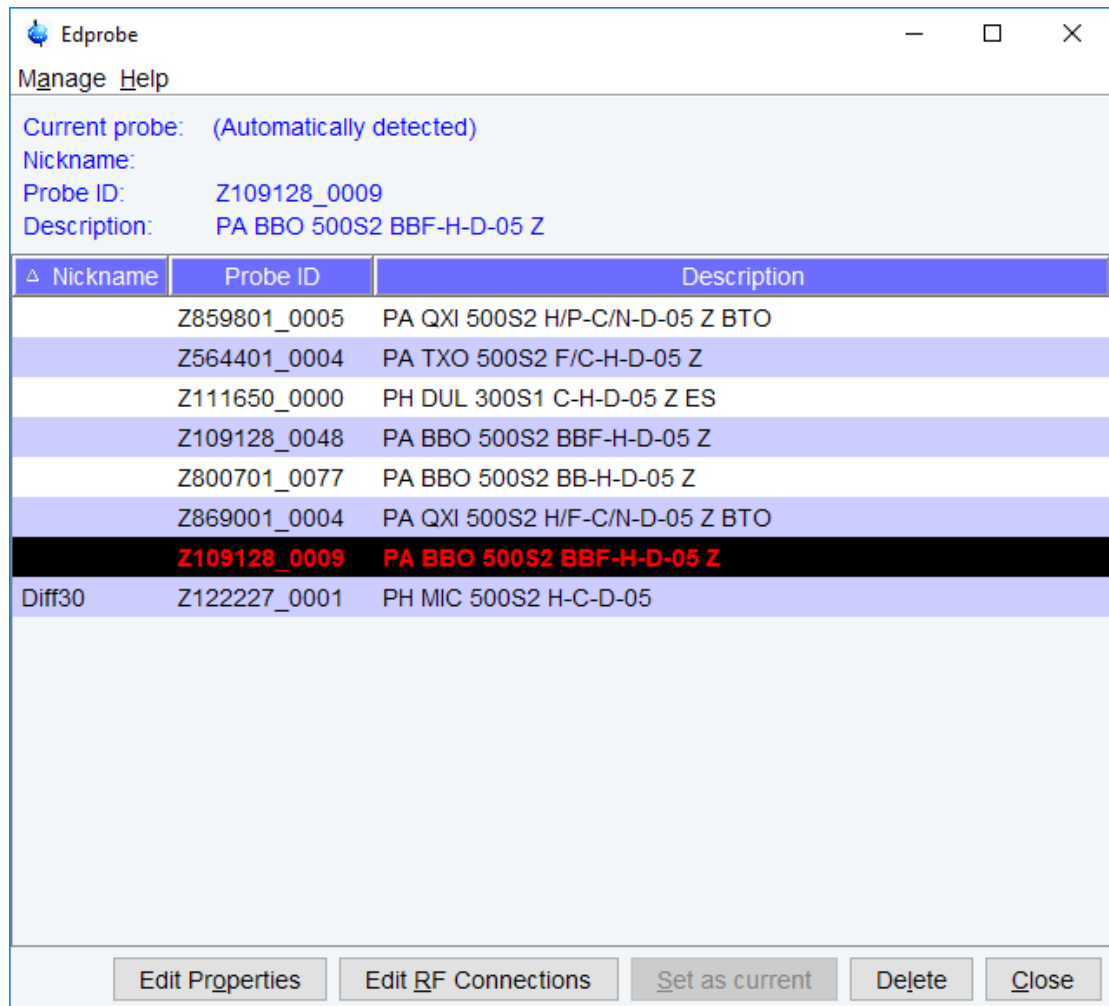 Edprobe
Manage Help
Current probe: (Automatically detected)
Nickname:
Probe ID: Z109128_0009
Description: PA BBO 500S2 BBF-H-D-05 Z
Nickname Probe ID Description
Z859801_0005 PA QXI 500S2 H/P-C/N-D-05 Z BTO
Z564401_0004 PA TXO 500S2 F/C-H-D-05 Z
Z111650_0000 PH DUL 300S1 C-H-D-05 Z ES
Z109128_0048 PA BBO 500S2 BBF-H-D-05 Z
Z800701_0077 PA BBO 500S2 BB-H-D-05 Z
Z869001_0004 PA QXI 500S2 H/F-C/N-D-05 Z BTO
Z109128_0009 PA BBO 500S2 BBF-H-D-05 Z
Diff30 Z122227_0001 PH MIC 500S2 H-C-D-05
Edit Properties Edit RF Connections Set as current Delete Close